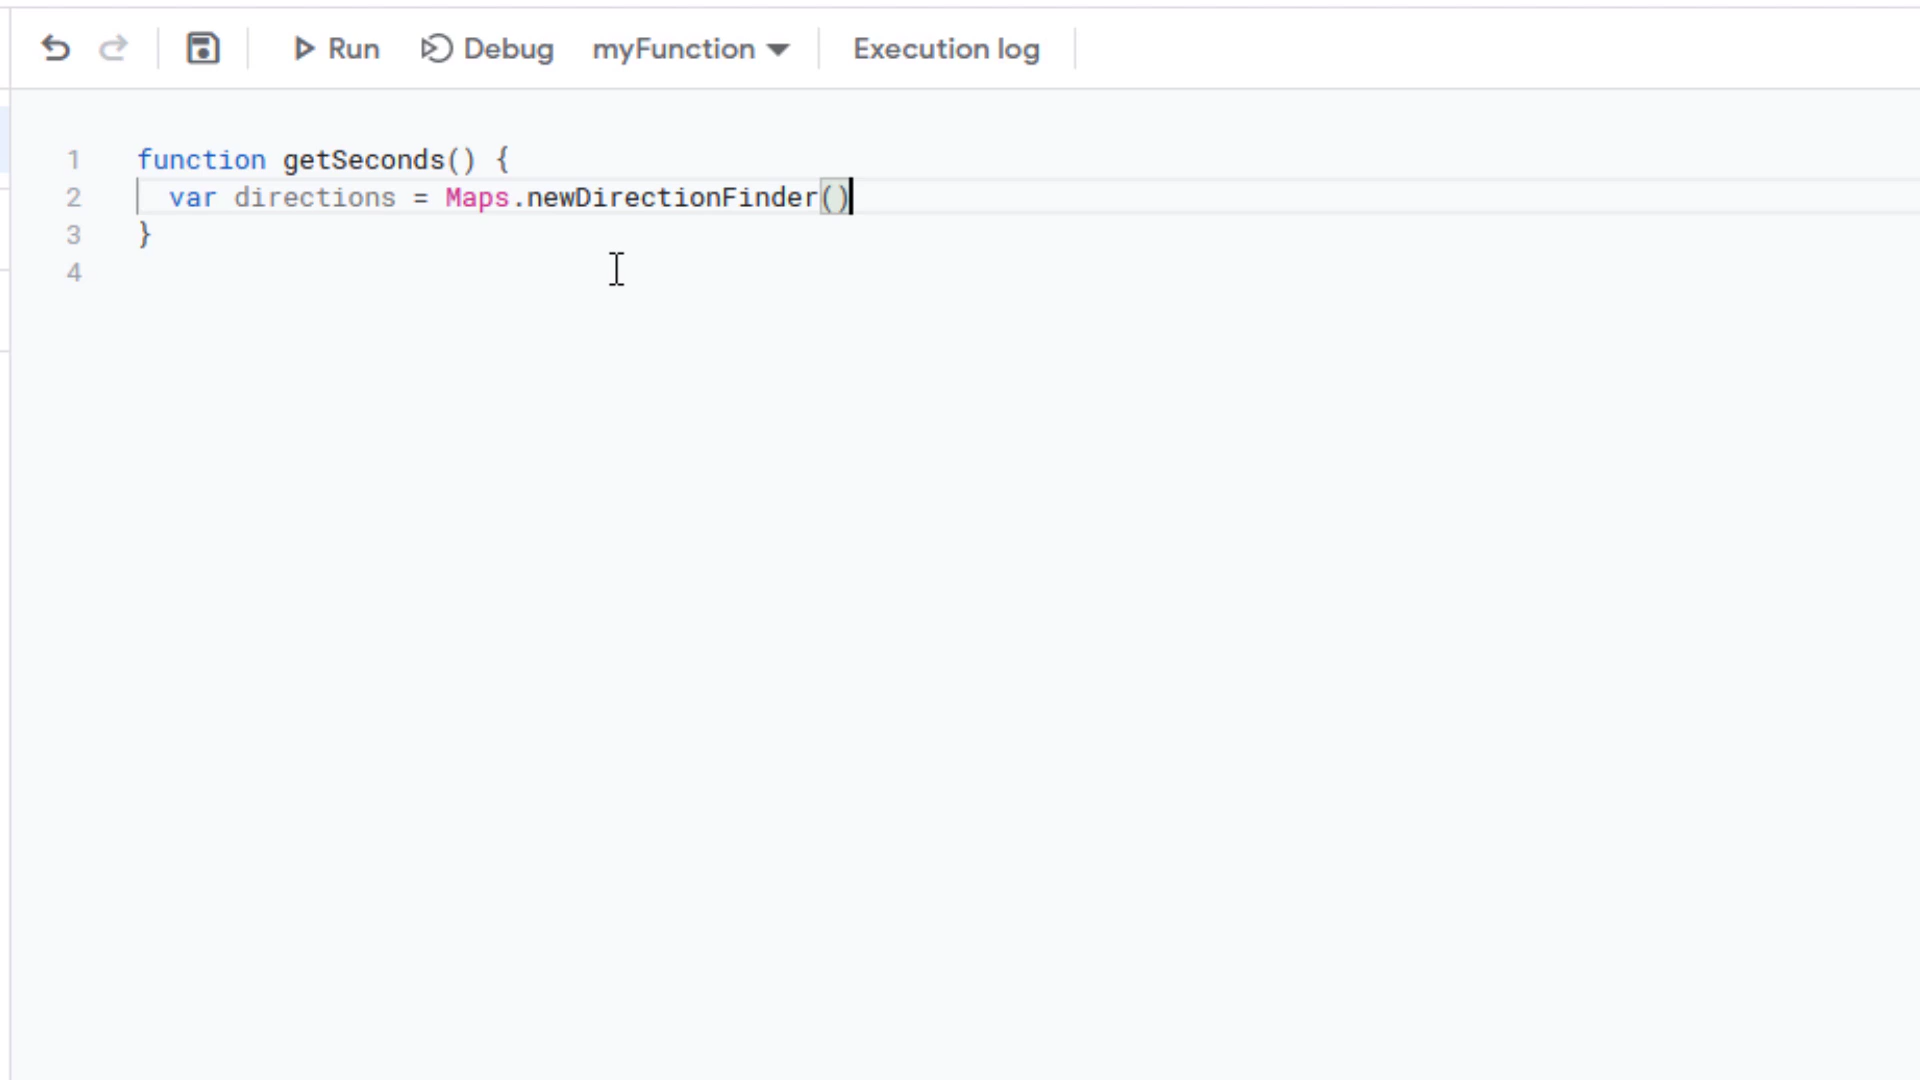 Run Debug myFunction Execution log
1 function getSeconds() {
2 var directions = Maps.newDirectionFinder()
3 }
4